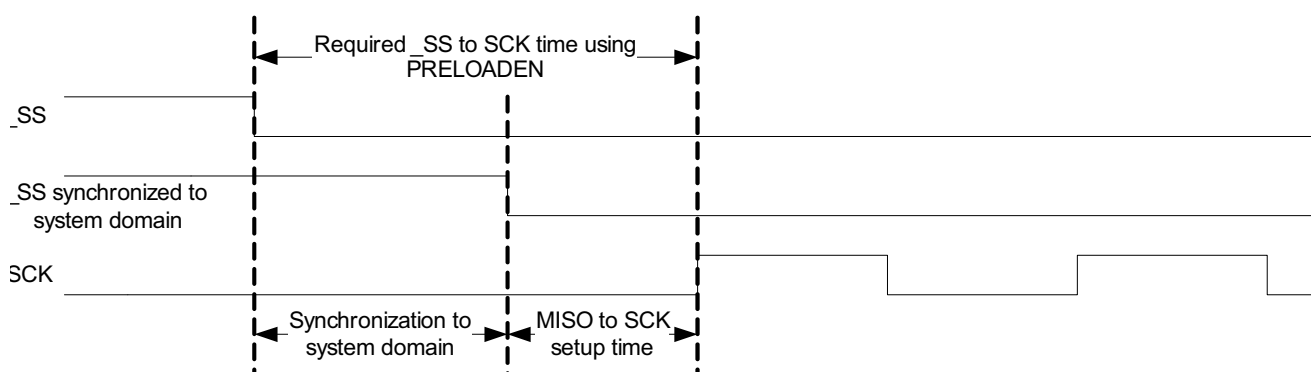 Required _SS to SCK time using
PRELOADEN
_SS
_SS synchronized to
system domain
SCK
Synchronization to
system domain
MISO to SCK
setup time